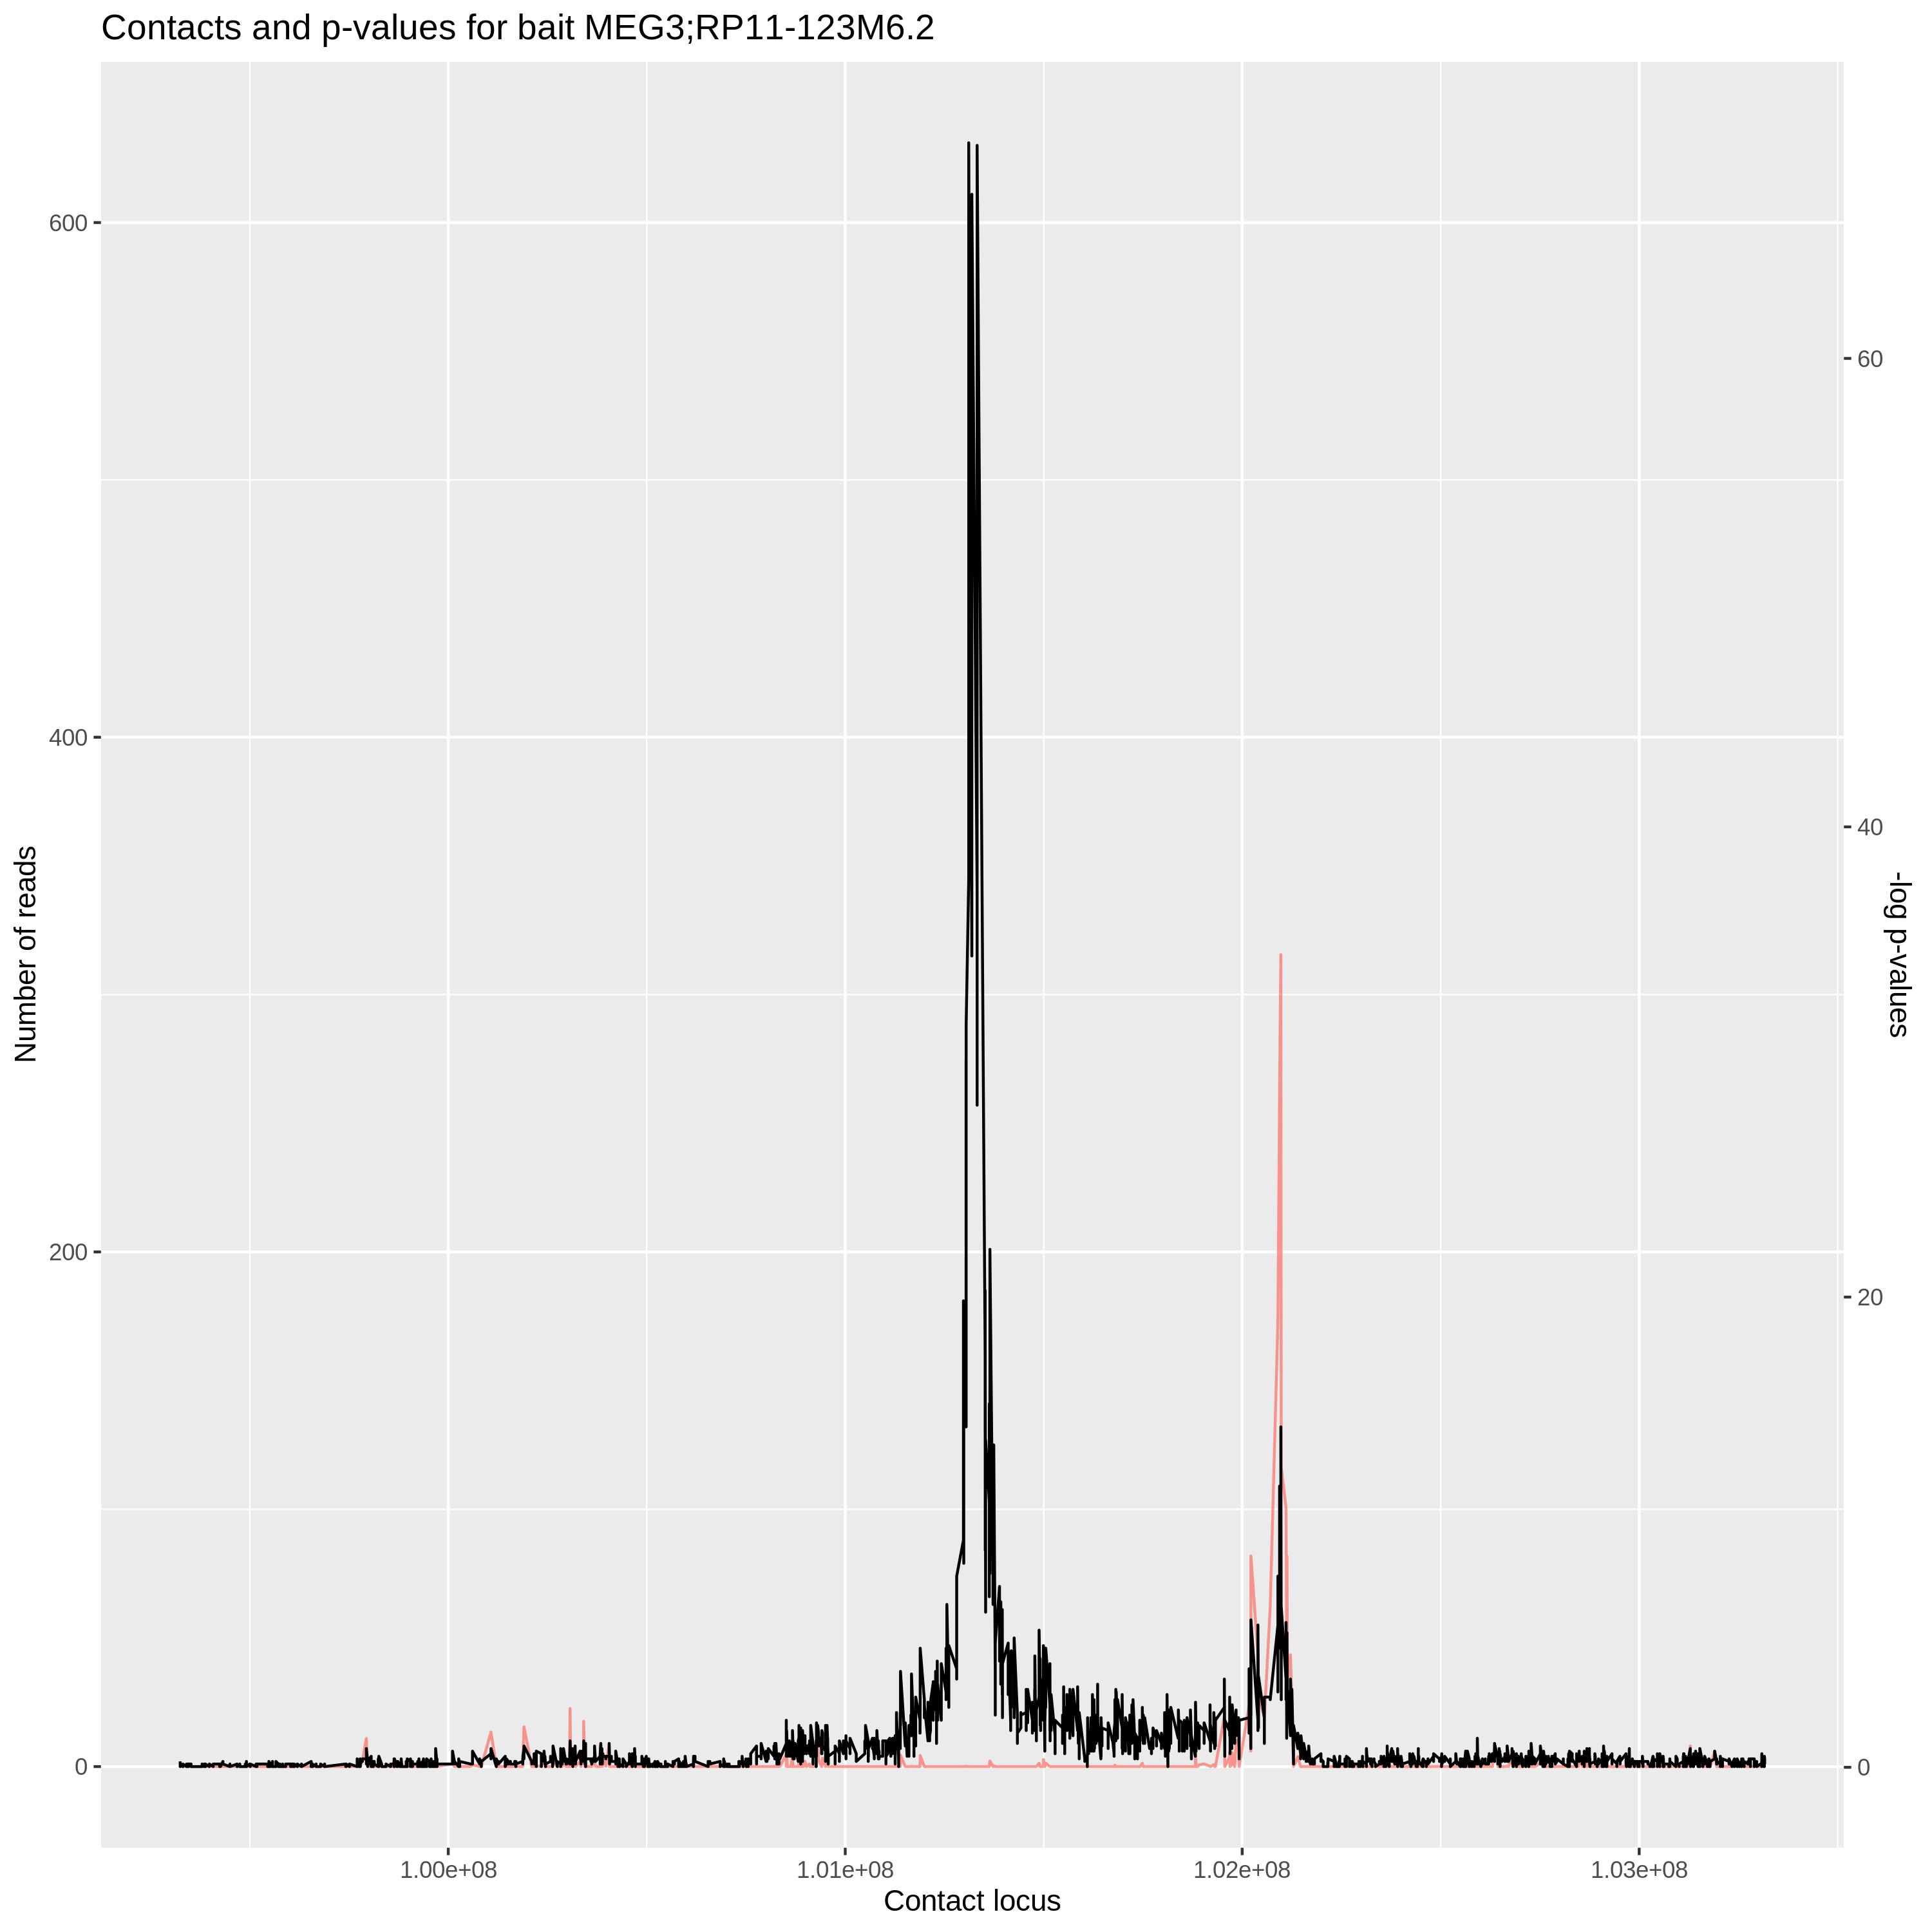 Contacts and p-values for bait MEG3;RP11-123M6.2
600
400
200
0
Number of reads
60
40
20
0
-log p-values
1.00e+08
1.01e+08
1.02e+08
1.03e+08
Contact locus